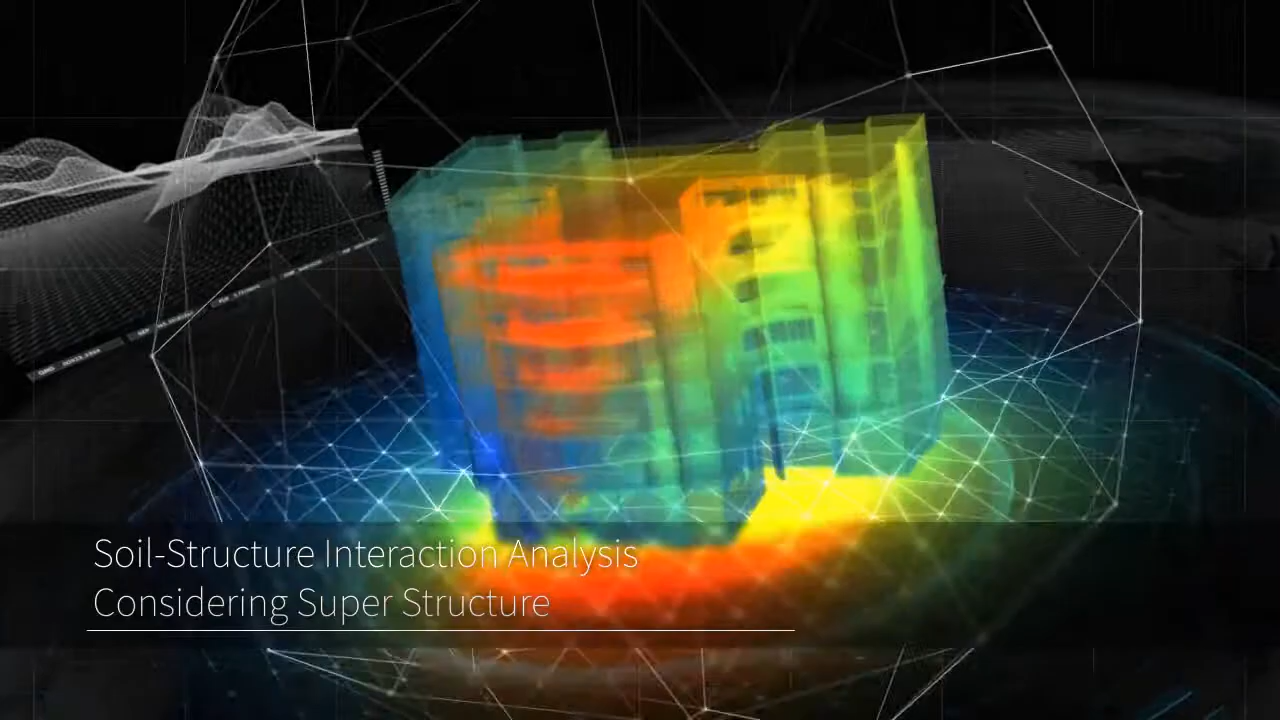 Soil-Structure Interaction Analysis
Considering Super Structure